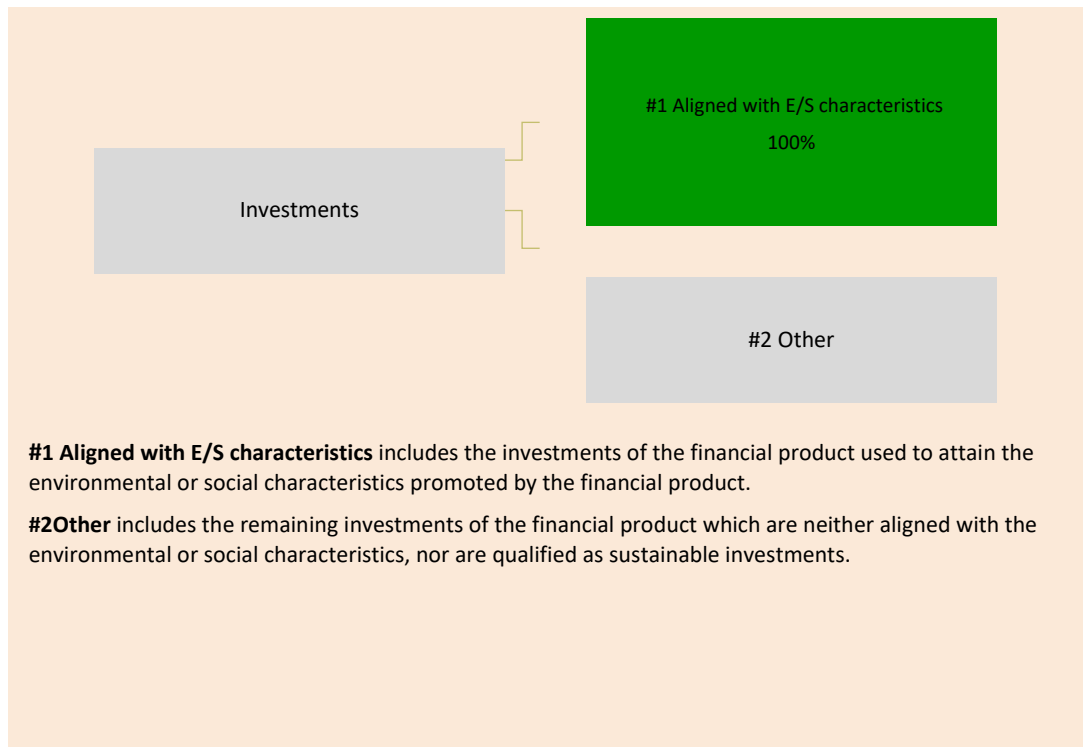 #1 Aligned with E/S characteristics
100%
Investments
#2 Other
#1 Aligned with E/S characteristics includes the investments of the financial product used to attain the
environmental or social characteristics promoted by the financial product.
#2Other includes the remaining investments of the financial product which are neither aligned with the
environmental or social characteristics, nor are qualified as sustainable investments.